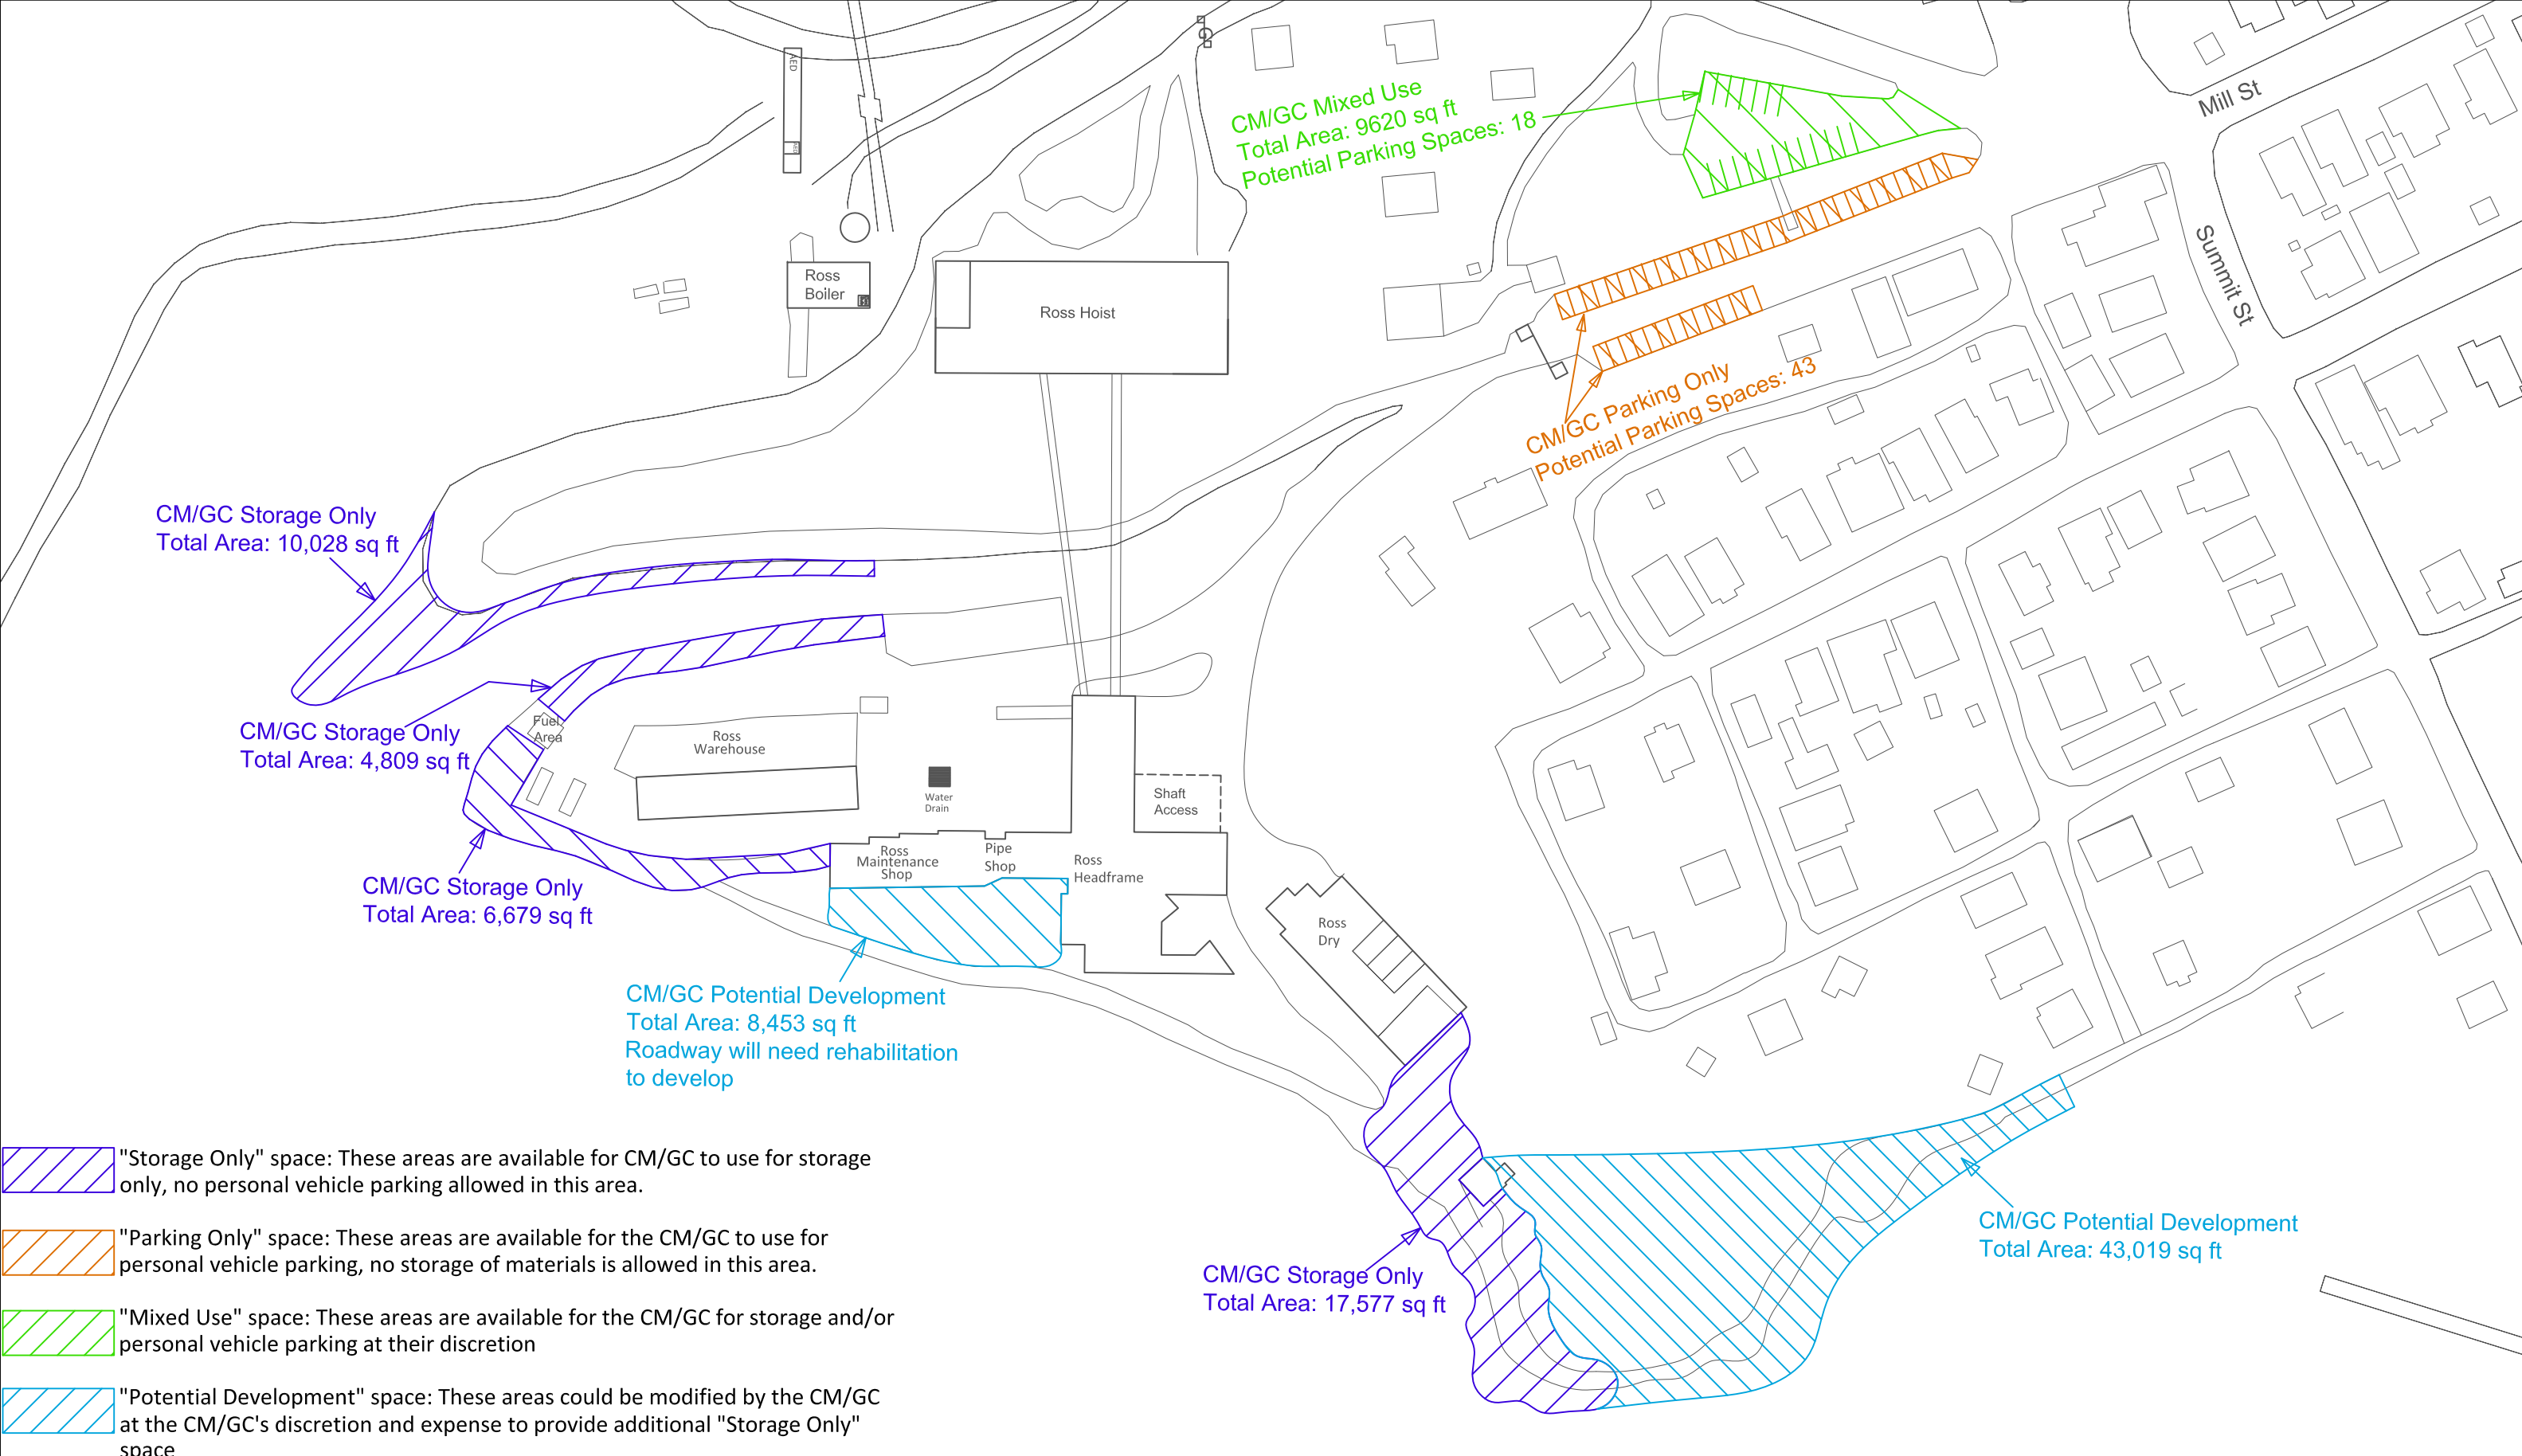 AED
CM/GC Mixed Use
Total Area: 9620 sq ft
Potential Parking Spaces: 18
Mill St
Summit St
Ross
Boiler
Ross Hoist
CM/GC Parking Only
Potential Parking Spaces: 43
CM/GC Storage Only
Total Area: 10,028 sq ft
CM/GC Storage Only
Total Area: 4,809 sq ft
Fuel
Area
Ross
Warehouse
Water
Drain
Shaft
Access
Ross
Maintenance
Shop
Pipe
Shop
Ross
Headframe
CM/GC Storage Only
Total Area: 6,679 sq ft
Ross
Dry
CM/GC Potential Development
Total Area: 8,453 sq ft
Roadway will need rehabilitation
to develop
CM/GC Storage Only
Total Area: 17,577 sq ft
CM/GC Potential Development
Total Area: 43,019 sq ft
"Storage Only" space: These areas are available for CM/GC to use for storage
only, no personal vehicle parking allowed in this area.
"Parking Only" space: These areas are available for the CM/GC to use for
personal vehicle parking, no storage of materials is allowed in this area.
"Mixed Use" space: These areas are available for the CM/GC for storage and/or
personal vehicle parking at their discretion
"Potential Development" space: These areas could be modified by the CM/GC
at the CM/GC's discretion and expense to provide additional "Storage Only"
space